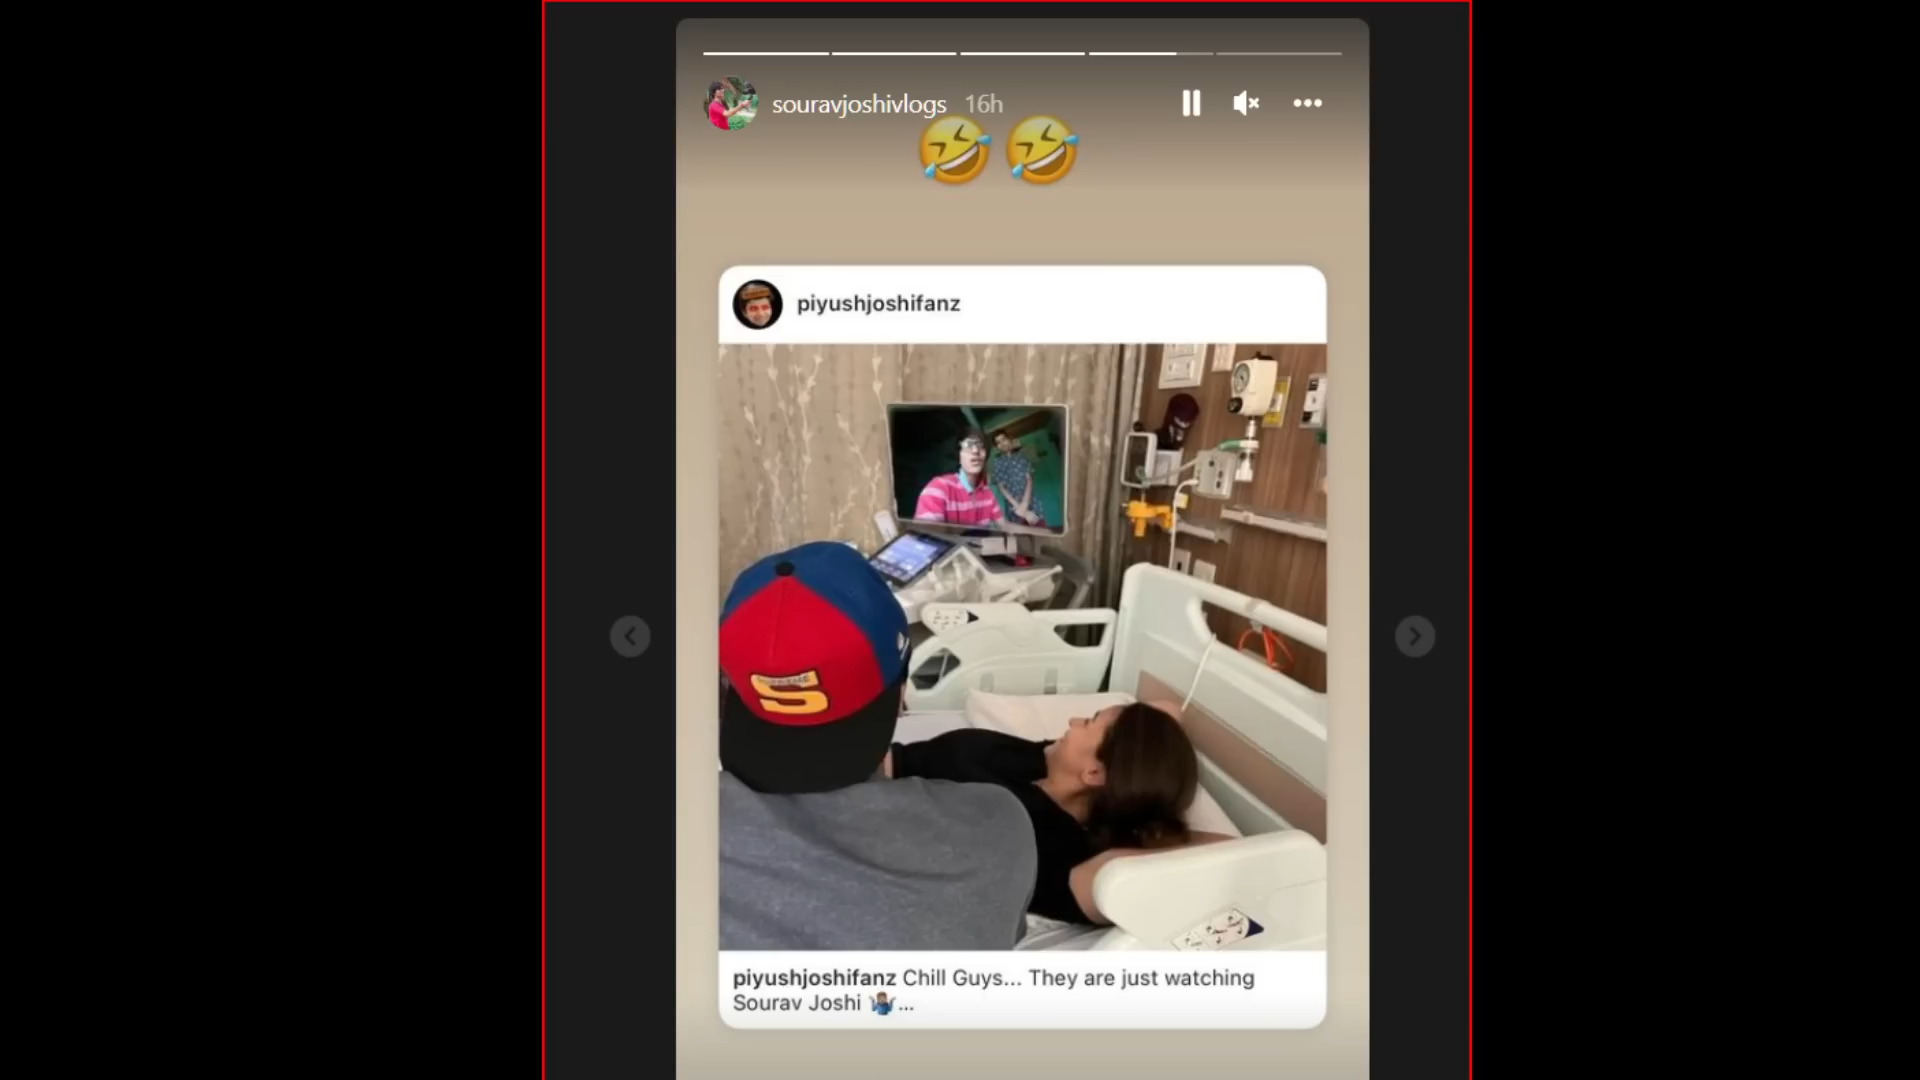 souravjoshivlogs 16h
🤣 🤣
piyushjoshifanz
S
piyushjoshifanz Chill Guys... They are just watching
Sourav Joshi 🤷🏽‍♂️...